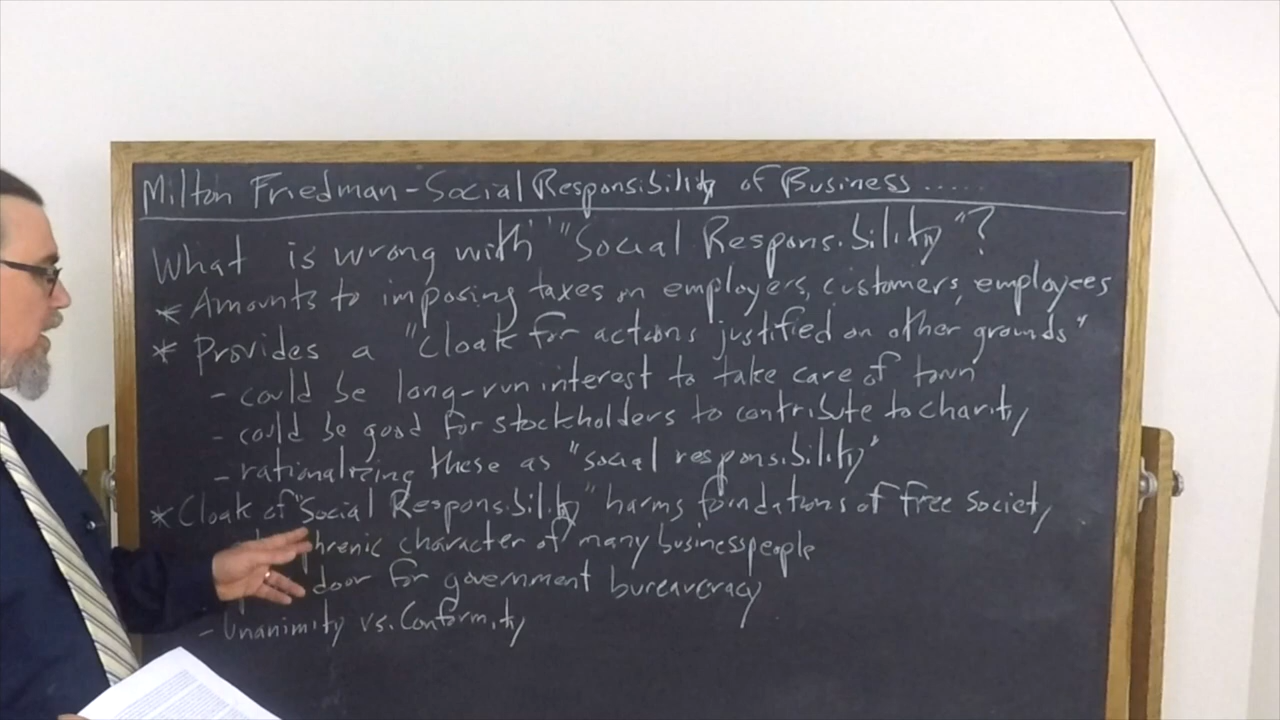 Milton Friedman - Social Responsibility of Business .....
What is wrong with "Social Responsibility"?
* Amounts to imposing taxes on employers, customers, employees
* Provides a "cloak for actions justified on other grounds"
- could be long-run interest to take care of town
- could be good for stockholders to contribute to charity
- rationalizing these as "social responsibility"
* Cloak of "Social Responsibility" harms foundations of free society
phrenic character of many businesspeople
door for government bureaucracy
- Unanimity vs. Conformity